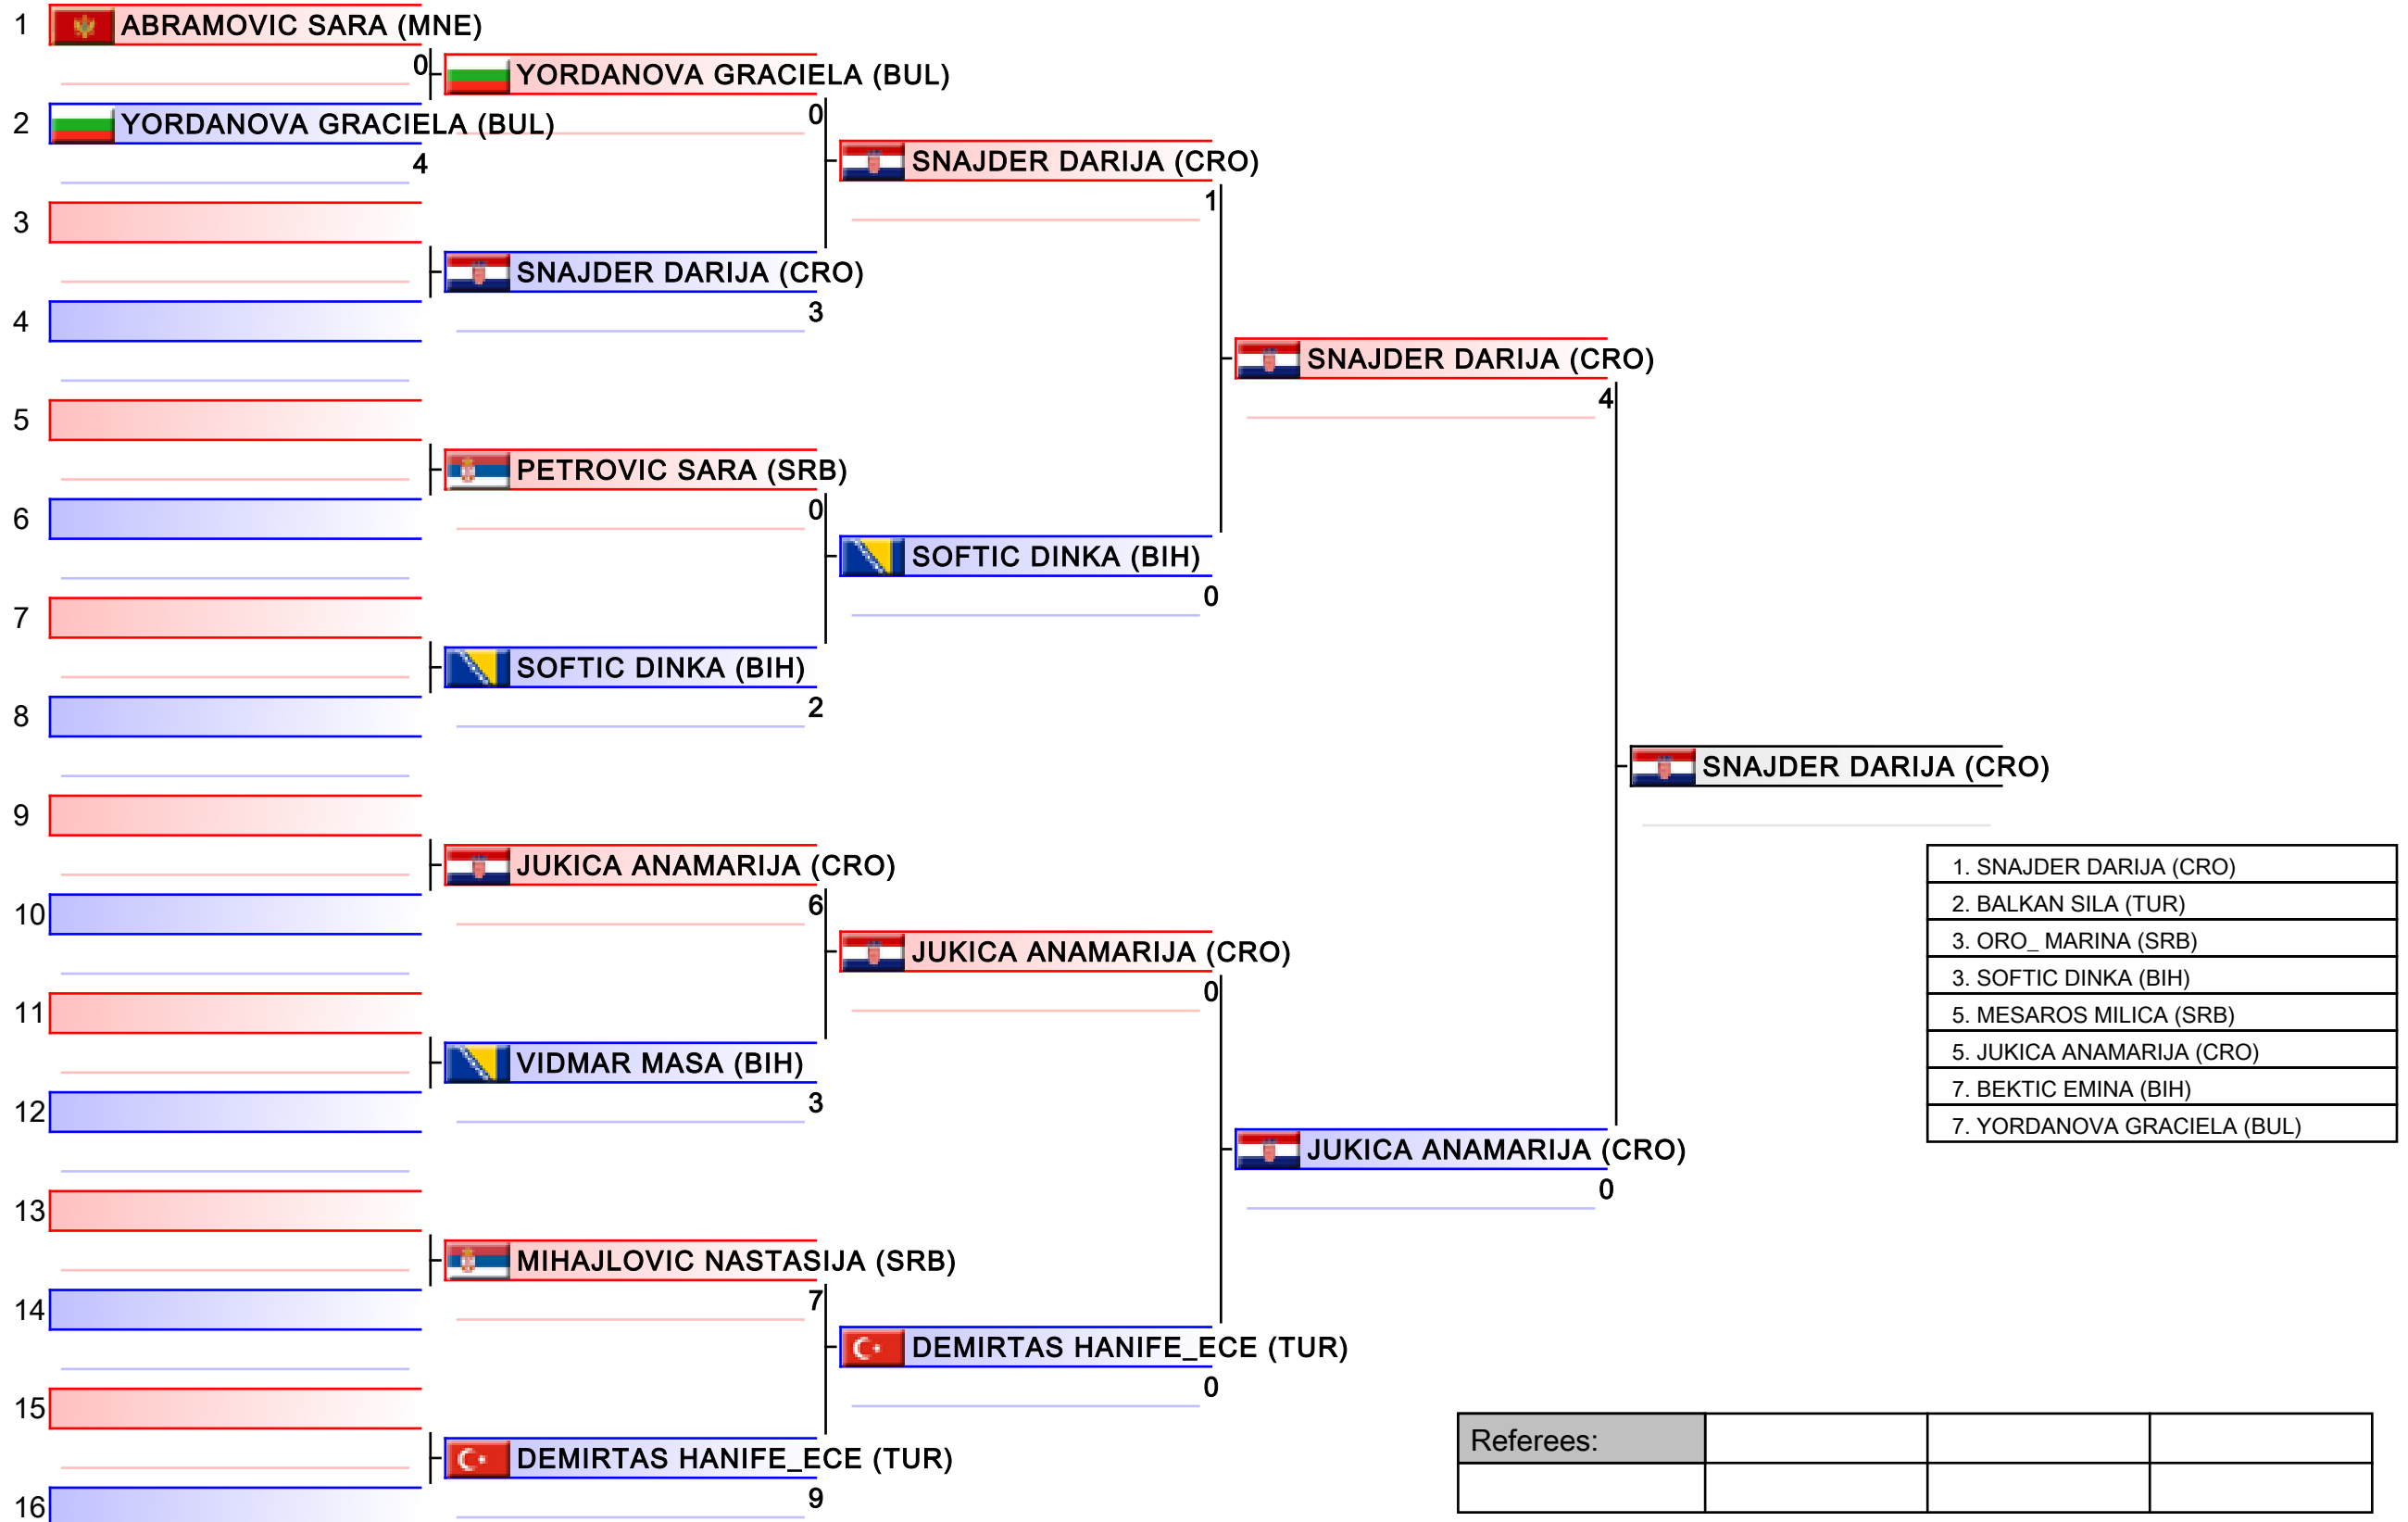 1 ABRAMOVIC SARA (MNE)
0
YORDANOVA GRACIELA (BUL)
0
2 YORDANOVA GRACIELA (BUL)
4
SNAJDER DARIJA (CRO)
1
3
SNAJDER DARIJA (CRO)
3
4
SNAJDER DARIJA (CRO)
4
5
PETROVIC SARA (SRB)
0
6
SOFTIC DINKA (BIH)
0
7
SOFTIC DINKA (BIH)
2
8
SNAJDER DARIJA (CRO)
9
JUKICA ANAMARIJA (CRO)
6
10
JUKICA ANAMARIJA (CRO)
0
11
VIDMAR MASA (BIH)
3
12
JUKICA ANAMARIJA (CRO)
0
13
MIHAJLOVIC NASTASIJA (SRB)
7
14
DEMIRTAS HANIFE_ECE (TUR)
0
15
DEMIRTAS HANIFE_ECE (TUR)
9
16
1. SNAJDER DARIJA (CRO)
2. BALKAN SILA (TUR)
3. ORO_ MARINA (SRB)
3. SOFTIC DINKA (BIH)
5. MESAROS MILICA (SRB)
5. JUKICA ANAMARIJA (CRO)
7. BEKTIC EMINA (BIH)
7. YORDANOVA GRACIELA (BUL)
Referees: